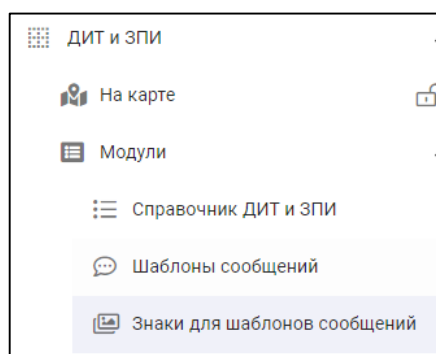 ДИТ и ЗПИ
На карте
Модули
Справочник ДИТ и ЗПИ
Шаблоны сообщений
Знаки для шаблонов сообщений